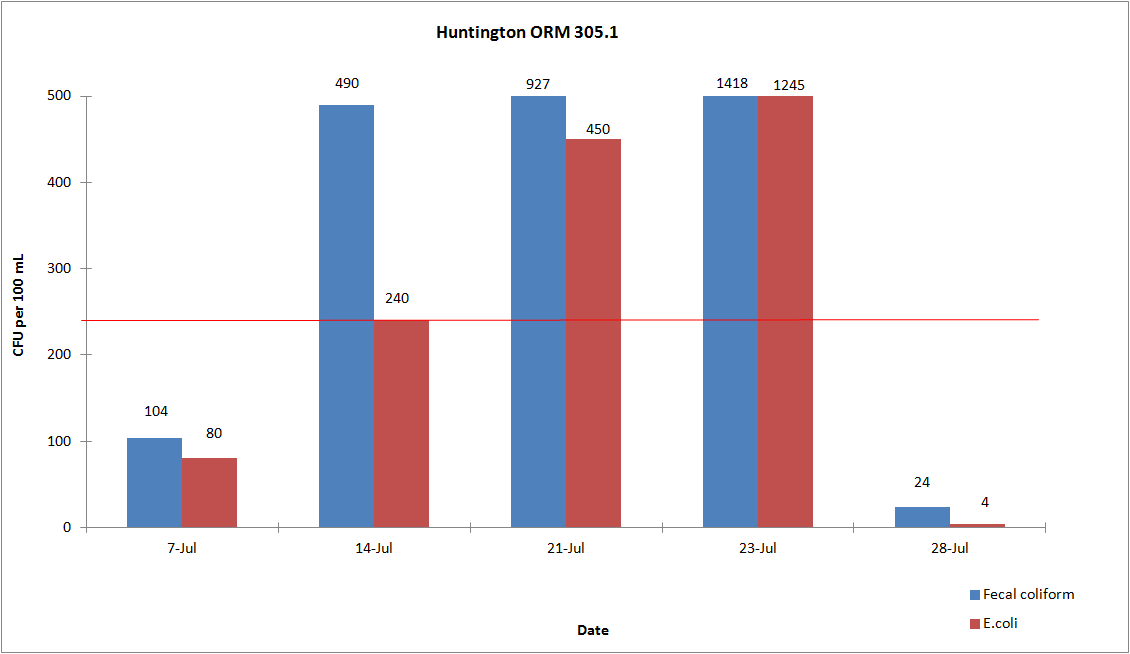 Huntington ORM 305.1
CFU per 100 mL
500
400
300
200
100
0
104
80
490
240
927
450
1418
1245
24
4
7-Jul
14-Jul
21-Jul
23-Jul
28-Jul
Fecal coliform
E.coli
Date